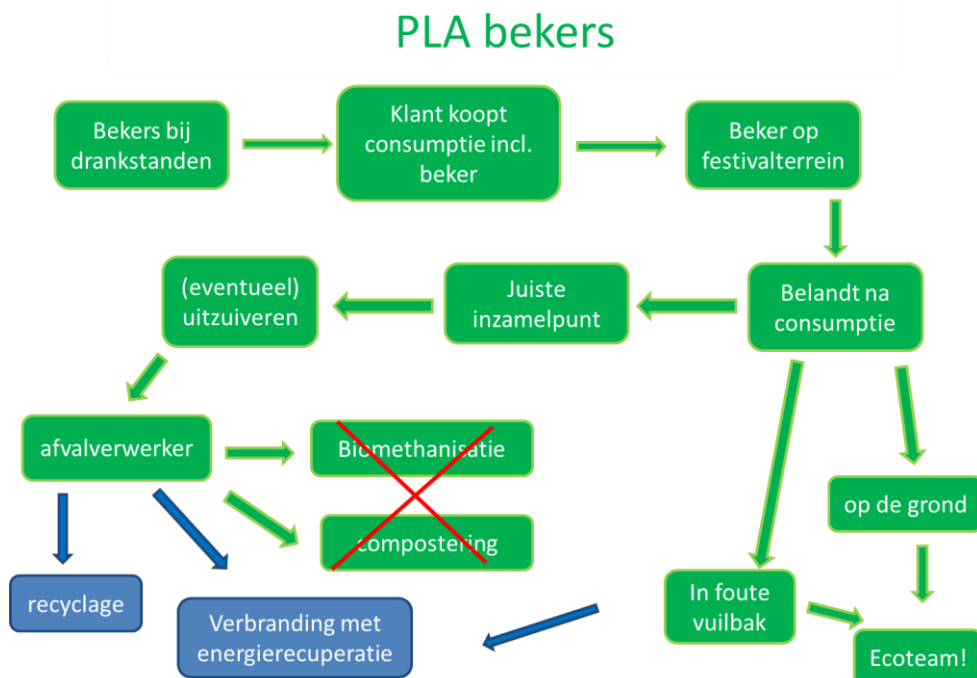 PLA bekers
Bekers bij
drankstanden
Klant koopt
consumptie incl.
beker
Beker op
festivalterrein
(eventueel)
uitzuiveren
Juiste
inzamelpunt
Belandt na
consumptie
afvalverwerker
Biomethanisatie
compostering
op de grond
recyclage
Verbranding met
energierecuperatie
In foute
vuilbak
Ecoteam!